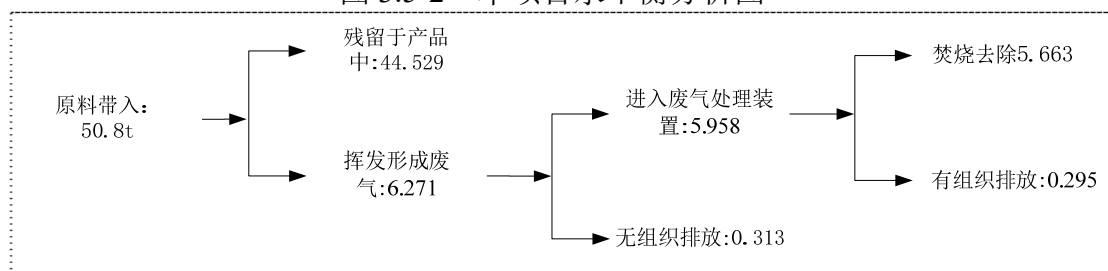 残留于产品
中:44.529
焚烧去除5.663
原料带入：
50.8t
进入废气处理装
置:5.958
挥发形成废
气:6.271
有组织排放:0.295
无组织排放:0.313